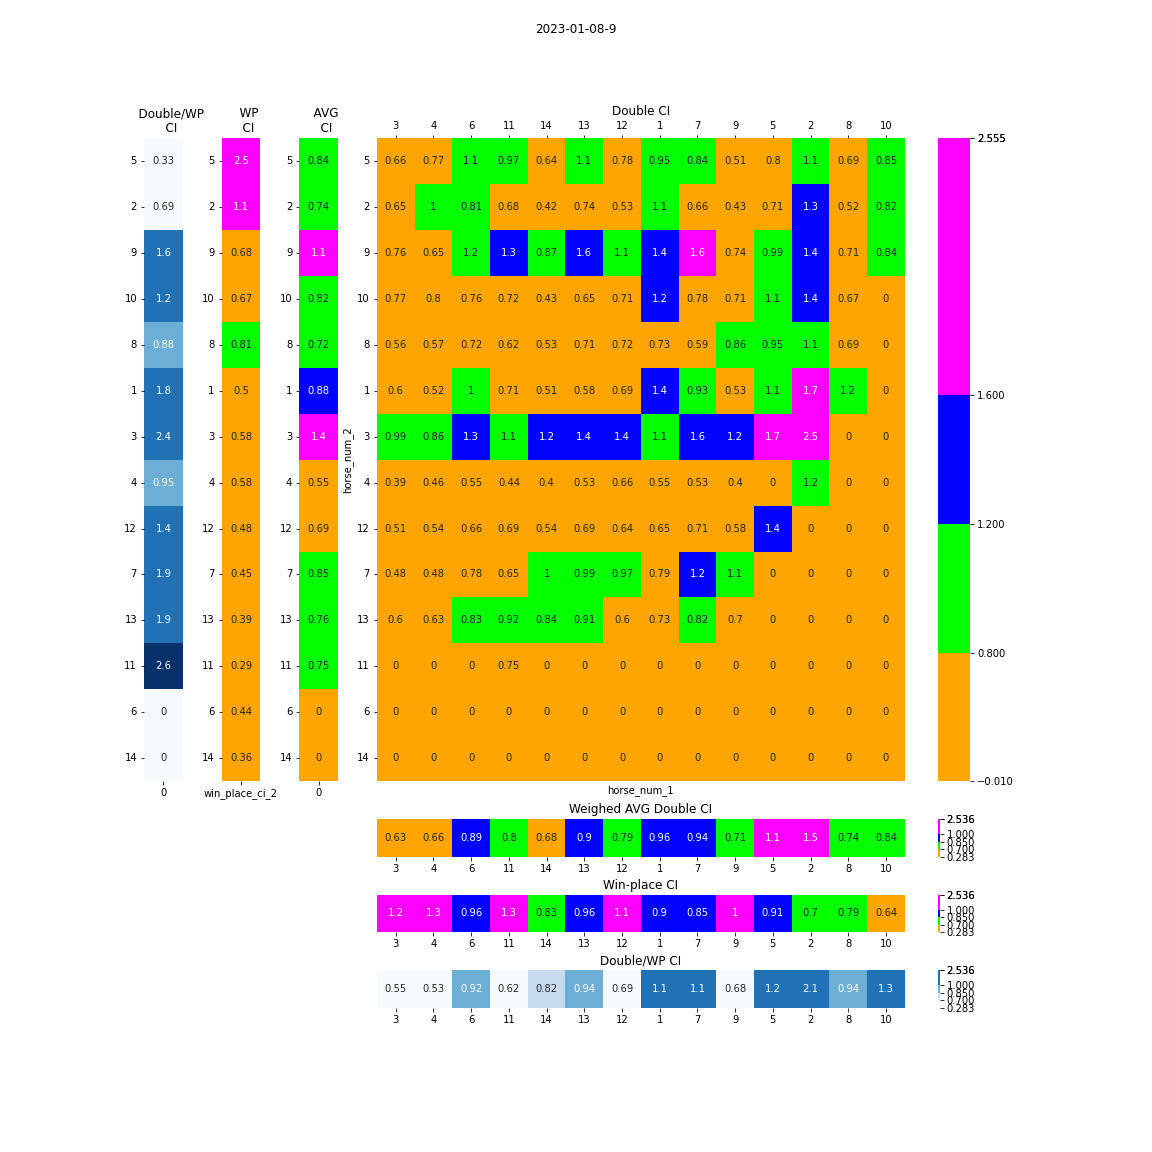 2023-01-08-9
Double/WP CI
WP CI
AVG CI
Double CI
3 4 6 11 14 13 12 1 7 9 5 2 8 10
5 0.33 5 2.5 5 0.84 5 0.66 0.77 1.1 0.97 0.64 1.1 0.78 0.95 0.84 0.51 0.8 1.1 0.69 0.85
2 0.69 2 1.1 2 0.74 2 0.65 1 0.81 0.68 0.42 0.74 0.53 1.1 0.66 0.43 0.71 1.3 0.52 0.82
9 1.6 9 0.68 9 1.1 9 0.76 0.65 1.2 1.3 0.87 1.6 1.1 1.4 1.6 0.74 0.99 1.4 0.71 0.84
10 1.2 10 0.67 10 0.82 10 0.77 0.8 0.76 0.72 0.43 0.65 0.71 1.2 0.78 0.71 1.1 1.4 0.67 0
8 0.88 8 0.81 8 0.72 8 0.56 0.57 0.72 0.62 0.53 0.71 0.72 0.73 0.59 0.86 0.95 1.1 0.69 0
1 1.8 1 0.5 1 0.88 1 0.6 0.52 1 0.71 0.51 0.58 0.69 1.4 0.93 0.53 1.1 1.7 1.2 0
3 2.4 3 0.58 3 1.4 3 0.99 0.86 1.3 1.1 1.2 1.4 1.4 1.1 1.6 1.2 1.7 2.5 0 0
4 0.95 4 0.58 4 0.55 4 0.39 0.46 0.55 0.44 0.4 0.53 0.66 0.55 0.53 0.4 0 1.2 0 0
12 1.4 12 0.48 12 0.69 12 0.51 0.54 0.66 0.69 0.54 0.69 0.64 0.65 0.71 0.58 1.4 0 0 0
7 1.9 7 0.45 7 0.85 7 0.48 0.48 0.78 0.65 1 0.99 0.97 0.79 1.2 1.1 0 0 0 0
13 1.9 13 0.39 13 0.76 13 0.6 0.63 0.83 0.92 0.84 0.91 0.6 0.73 0.82 0.7 0 0 0 0
11 2.6 11 0.29 11 0.75 11 0 0 0 0.75 0 0 0 0 0 0 0 0 0 0
6 0 6 0.44 6 0 6 0 0 0 0 0 0 0 0 0 0 0 0 0 0
14 0 14 0.36 14 0 14 0 0 0 0 0 0 0 0 0 0 0 0 0 0
0 win_place_ci_2 0
horse_num_2
horse_num_1
2.555
1.600
1.200
0.800
−0.010
Weighed AVG Double CI
0.63 0.66 0.89 0.8 0.68 0.9 0.79 0.96 0.94 0.71 1.1 1.5 0.74 0.84
3 4 6 11 14 13 12 1 7 9 5 2 8 10
2.536
1.000
0.850
0.700
0.283
Win-place CI
1.2 1.3 0.96 1.3 0.83 0.96 1.1 0.9 0.85 1 0.91 0.7 0.79 0.64
3 4 6 11 14 13 12 1 7 9 5 2 8 10
2.536
1.000
0.850
0.700
0.283
Double/WP CI
0.55 0.53 0.92 0.62 0.82 0.94 0.69 1.1 1.1 0.68 1.2 2.1 0.94 1.3
3 4 6 11 14 13 12 1 7 9 5 2 8 10
2.536
1.000
0.850
0.700
0.283